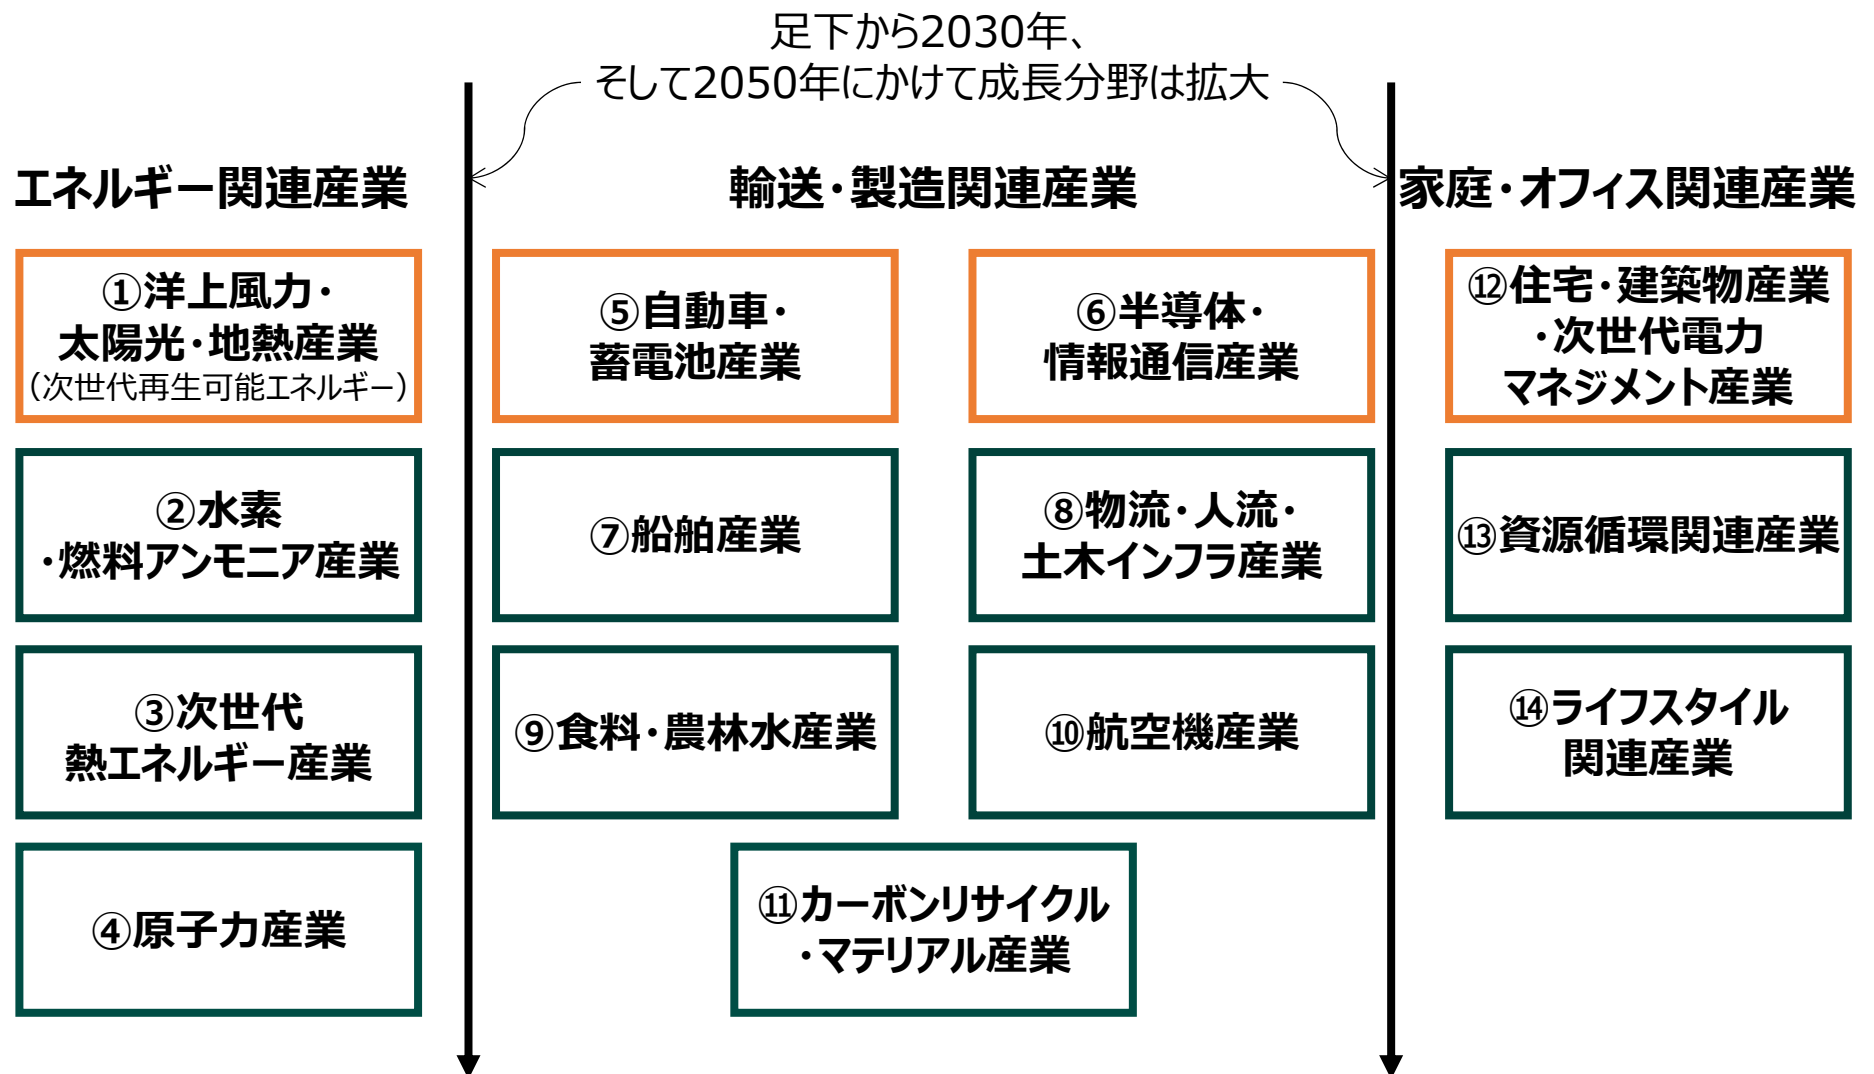 足下から2030年、
そして2050年にかけて成長分野は拡大
エネルギー関連産業
輸送・製造関連産業
家庭・オフィス関連産業
①洋上風力・
太陽光・地熱産業
（次世代再生可能エネルギー）
⑤自動車・
蓄電池産業
⑥半導体・
情報通信産業
⑫住宅・建築物産業
・次世代電力
マネジメント産業
②水素
・燃料アンモニア産業
⑦船舶産業
⑧物流・人流・
土木インフラ産業
⑬資源循環関連産業
③次世代
熱エネルギー産業
⑨食料・農林水産業
⑩航空機産業
⑭ライフスタイル
関連産業
④原子力産業
⑪カーボンリサイクル
・マテリアル産業